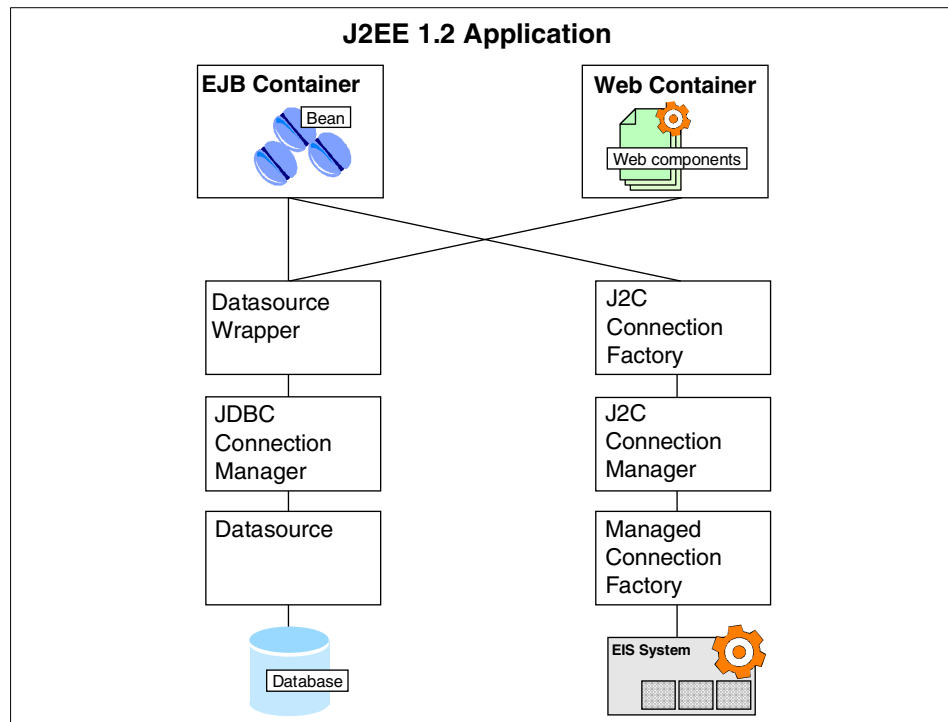 J2EE 1.2 Application
EJB Container
Bean
Web Container
Web components
Datasource
Wrapper
J2C
Connection
Factory
JDBC
Connection
Manager
J2C
Connection
Manager
Datasource
Managed
Connection
Factory
Database
EIS System